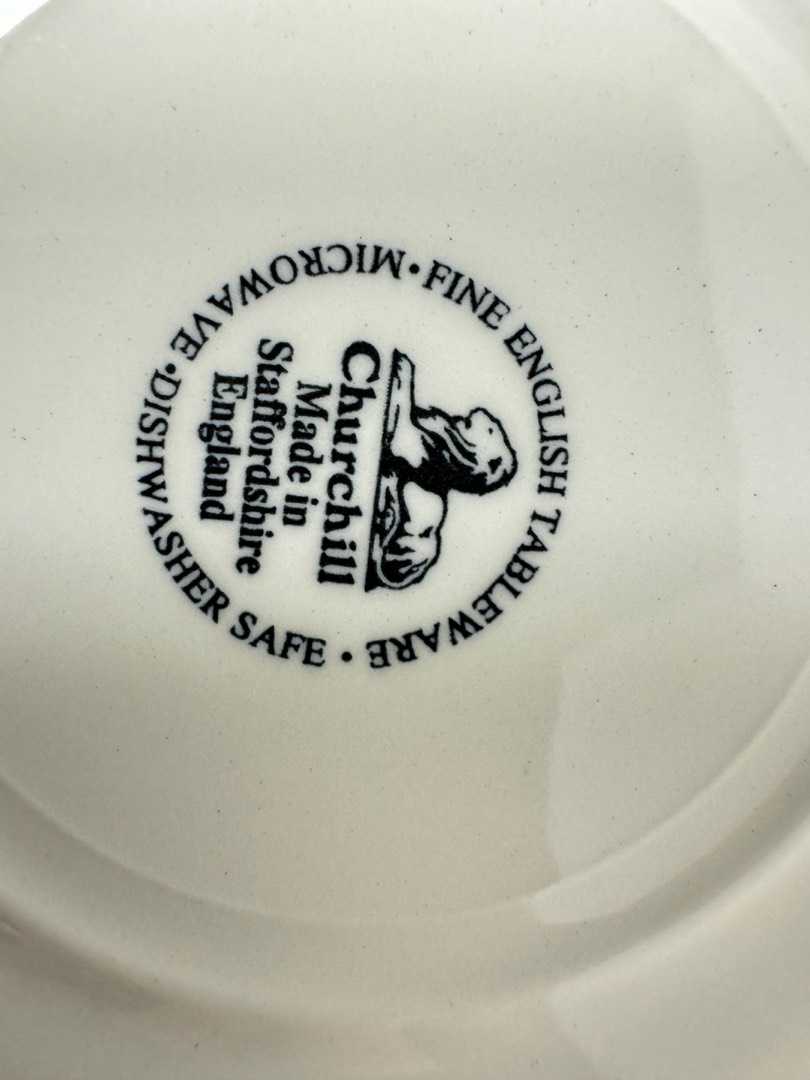 FINE ENGLISH TABLEWARE •
Churchill
Made in
Staffordshire
England
DISHWASHER SAFE • MICROWAVE •